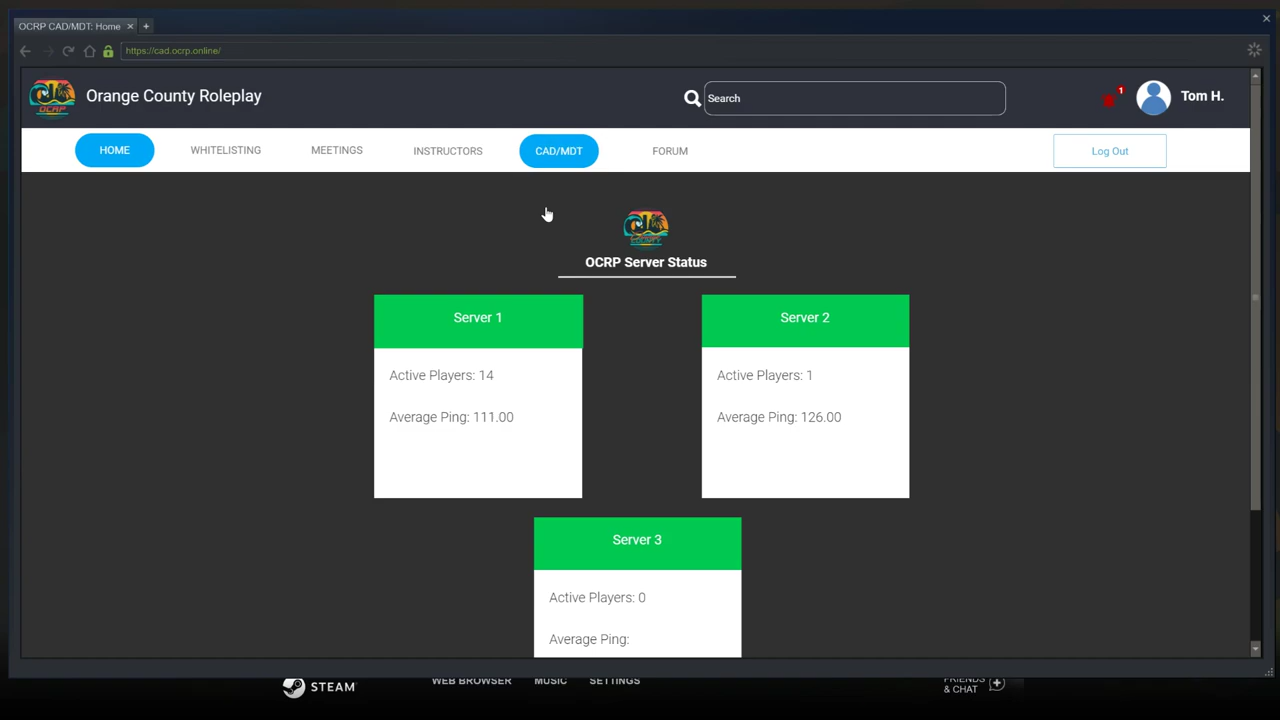 OCRP CAD/MDT: Home
https://cad.ocrp.online/
OCRP
Orange County Roleplay
Search
1
Tom H.
HOME
WHITELISTING
MEETINGS
INSTRUCTORS
CAD/MDT
FORUM
Log Out
OCRP Server Status
Server 1
Active Players: 14
Average Ping: 111.00
Server 2
Active Players: 1
Average Ping: 126.00
Server 3
Active Players: 0
Average Ping:
STEAM
WEB BROWSER
MUSIC
SETTINGS
FRIENDS
& CHAT